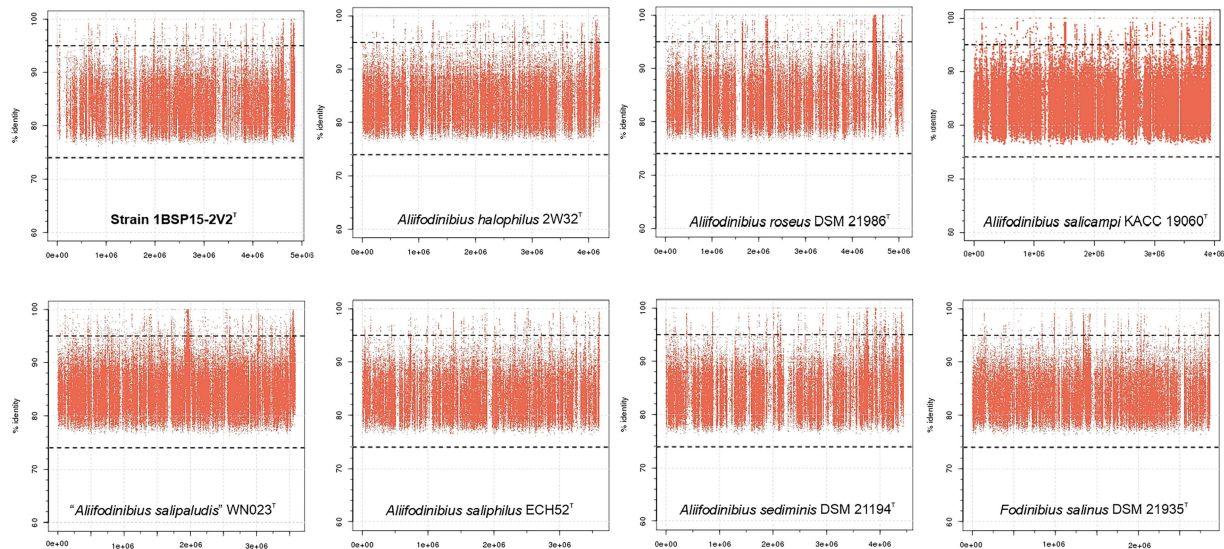 100
90
80
70
60
% identity
Strain 1BSP15-2V2ᵀ
0e+00 1e+06 2e+06 3e+06 4e+06 5e+06
100
90
80
70
60
% identity
Aliifodinibius halophilus 2W32ᵀ
0e+00 1e+06 2e+06 3e+06 4e+06
100
90
80
70
60
% identity
Aliifodinibius roseus DSM 21986ᵀ
0e+00 1e+06 2e+06 3e+06 4e+06 5e+06
100
90
80
70
60
% identity
Aliifodinibius salicampi KACC 19060ᵀ
0e+00 1e+06 2e+06 3e+06 4e+06
100
90
80
70
60
% identity
"Aliifodinibius salipaludis" WN023ᵀ
0e+00 1e+06 2e+06 3e+06
100
90
80
70
60
% identity
Aliifodinibius saliphilus ECH52ᵀ
0e+00 1e+06 2e+06 3e+06
100
90
80
70
60
% identity
Aliifodinibius sediminis DSM 21194ᵀ
0e+00 1e+06 2e+06 3e+06 4e+06
100
90
80
70
60
% identity
Fodinibius salinus DSM 21935ᵀ
0e+00 1e+06 2e+06